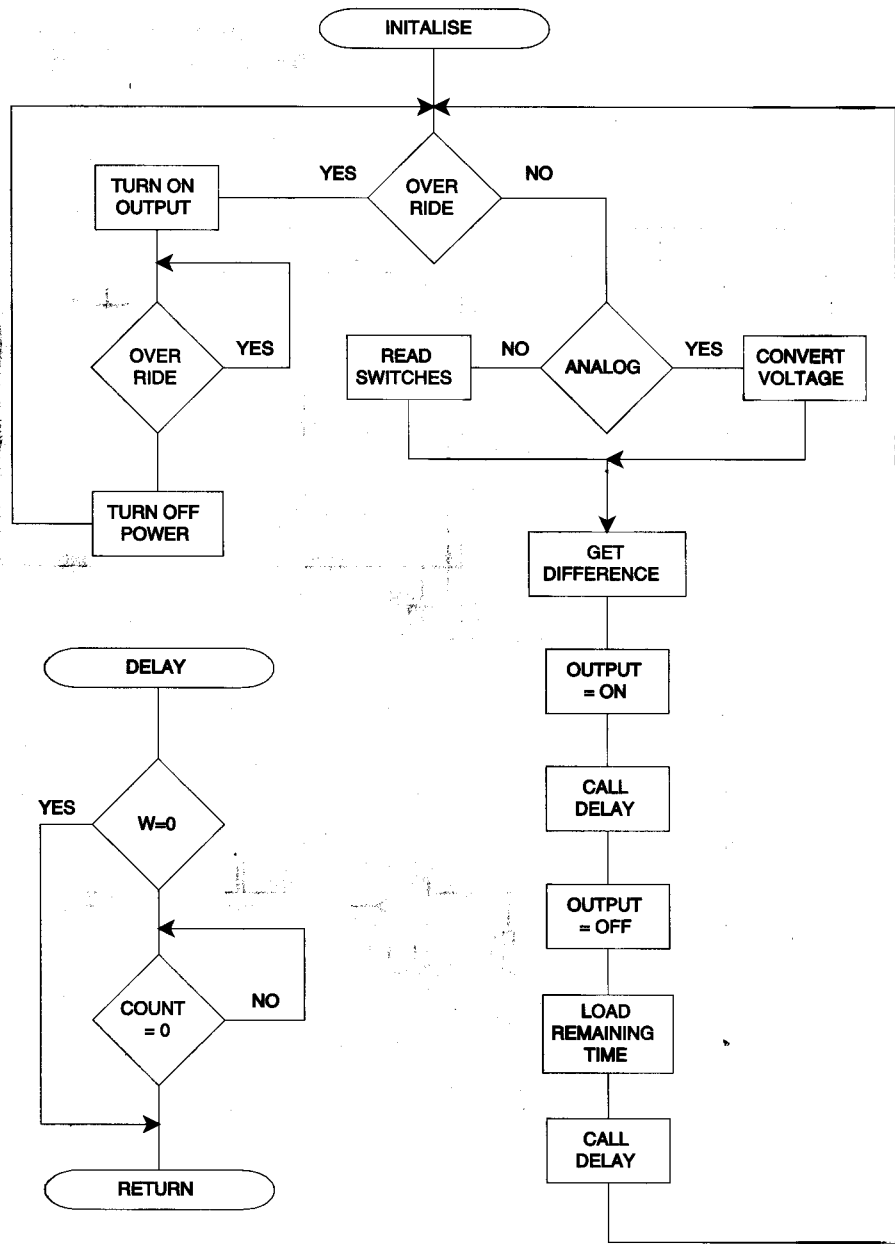 INITALISE
YES
OVER
RIDE
NO
TURN ON
OUTPUT
OVER
RIDE
YES
TURN OFF
POWER
READ
SWITCHES
NO
ANALOG
YES
CONVERT
VOLTAGE
GET
DIFFERENCE
OUTPUT
= ON
CALL
DELAY
OUTPUT
= OFF
LOAD
REMAINING
TIME
CALL
DELAY
DELAY
YES
W=0
COUNT
= 0
NO
RETURN